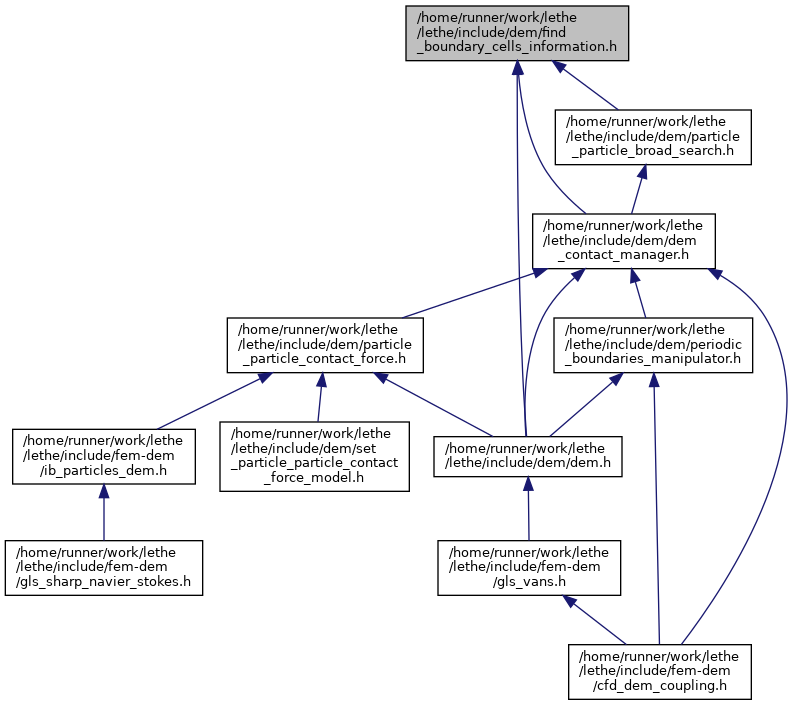 /home/runner/work/lethe
/lethe/include/dem/find
_boundary_cells_information.h
/home/runner/work/lethe
/lethe/include/dem/particle
_particle_broad_search.h
/home/runner/work/lethe
/lethe/include/dem/dem
_contact_manager.h
/home/runner/work/lethe
/lethe/include/dem/particle
_particle_contact_force.h
/home/runner/work/lethe
/lethe/include/dem/periodic
_boundaries_manipulator.h
/home/runner/work/lethe
/lethe/include/fem-dem
/ib_particles_dem.h
/home/runner/work/lethe
/lethe/include/dem/set
_particle_particle_contact
_force_model.h
/home/runner/work/lethe
/lethe/include/dem/dem.h
/home/runner/work/lethe
/lethe/include/fem-dem
/gls_sharp_navier_stokes.h
/home/runner/work/lethe
/lethe/include/fem-dem
/gls_vans.h
/home/runner/work/lethe
/lethe/include/fem-dem
/cfd_dem_coupling.h